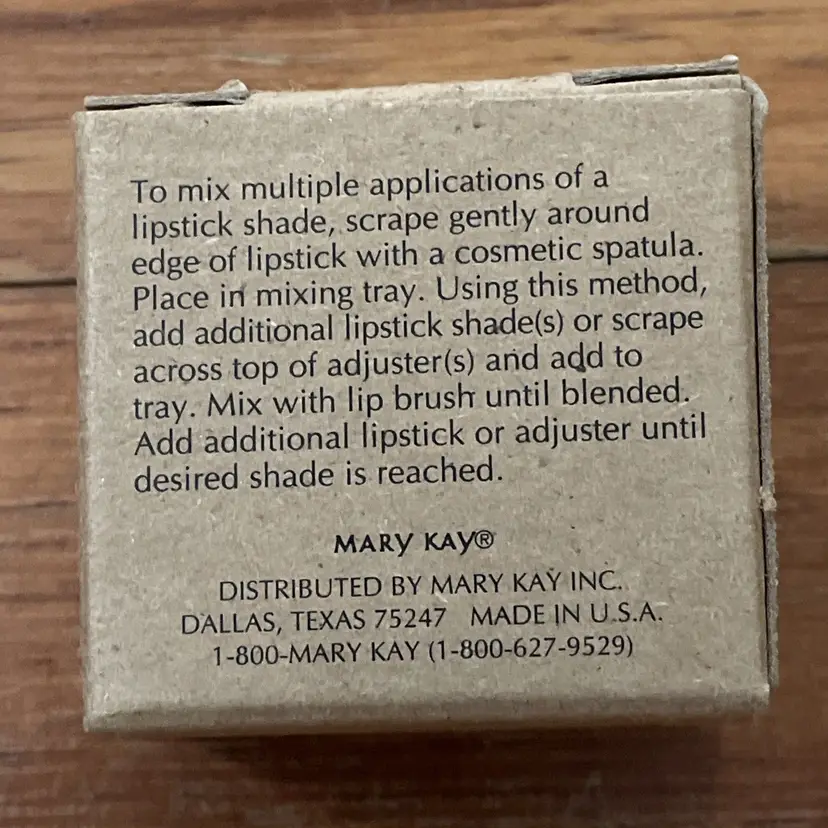 To mix multiple applications of a
lipstick shade, scrape gently around
edge of lipstick with a cosmetic spatula.
Place in mixing tray. Using this method,
add additional lipstick shade(s) or scrape
across top of adjuster(s) and add to
tray. Mix with lip brush until blended.
Add additional lipstick or adjuster until
desired shade is reached.
MARY KAY®
DISTRIBUTED BY MARY KAY INC.
DALLAS, TEXAS 75247 MADE IN U.S.A.
1-800-MARY KAY (1-800-627-9529)